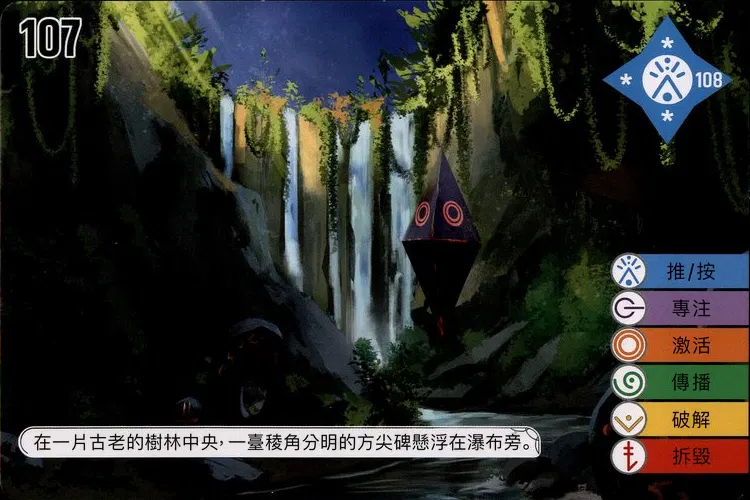 107
* * 108 *
推/按
專注
激活
傳播
破解
拆毀
在一片古老的樹林中央,一臺稜角分明的方尖碑懸浮在瀑布旁。